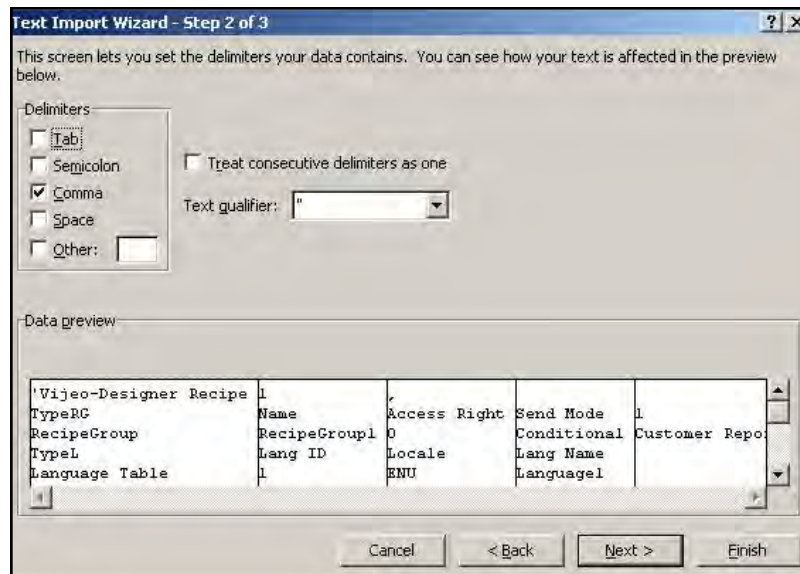 Text Import Wizard - Step 2 of 3
This screen lets you set the delimiters your data contains. You can see how your text is affected in the preview
below.
Delimiters
Tab
Semicolon
Comma
Space
Other:
Treat consecutive delimiters as one
Text qualifier: "
Data preview
'Vijeo-Designer Recipe 1 ,
TypeRG Name Access Right Send Mode 1
RecipeGroup RecipeGroup1 0 Conditional Customer Repo
TypeL Lang ID Locale Lang Name
Language Table 1 ENU Language1
Cancel < Back Next > Finish